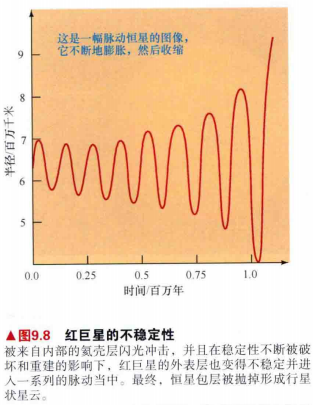 这是一幅脉动恒星的图像，
它不断地膨胀，然后收缩
9
8
7
6
5
半径/百万千米
0.0 0.25 0.5 0.75 1.0
时间/百万年
▲图9.8 红巨星的不稳定性
被来自内部的氦壳层闪光冲击，并且在稳定性不断被破
坏和重建的影响下，红巨星的外表层也变得不稳定并进
入一系列的脉动当中。最终，恒星包层被抛掉形成行星
状星云。